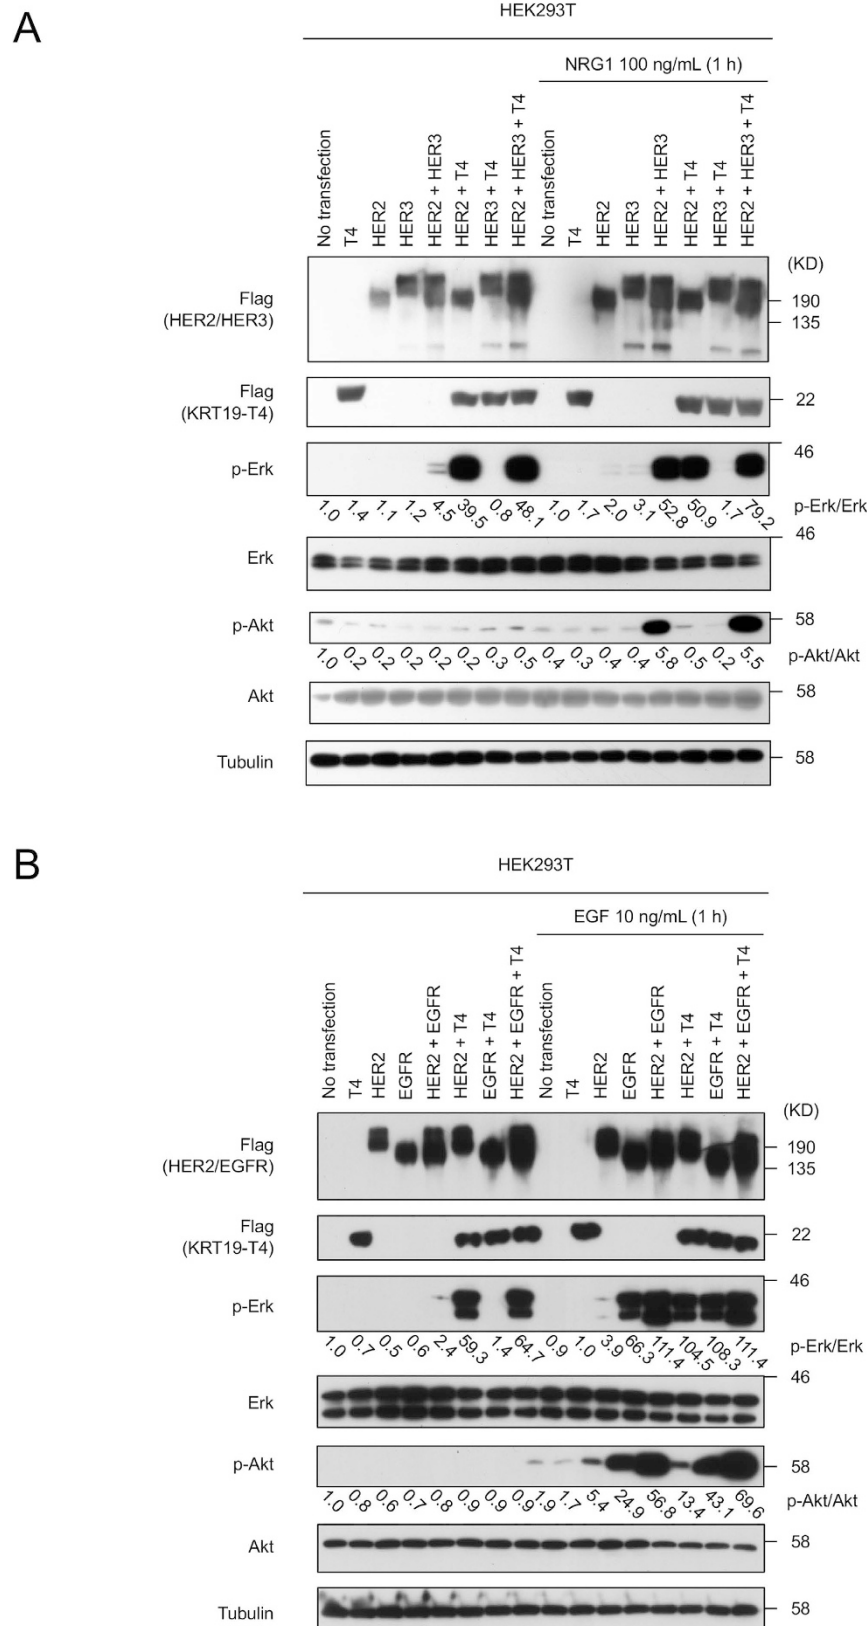 A
HEK293T
NRG1 100 ng/mL (1 h)
No transfection
T4
HER2
HER3
HER2 + HER3
HER2 + T4
HER3 + T4
HER2 + HER3 + T4
No transfection
T4
HER2
HER3
HER2 + HER3
HER2 + T4
HER3 + T4
HER2 + HER3 + T4
(KD)
Flag
(HER2/HER3)
190
135
Flag
(KRT19-T4)
22
p-Erk
46
1.0 1.4 1.1 1.2 4.5 39.5 0.8 48.1 1.0 1.7 2.0 3.1 52.8 50.9 1.7 79.2
p-Erk/Erk
Erk
46
p-Akt
58
1.0 0.2 0.2 0.2 0.2 0.2 0.3 0.5 0.4 0.3 0.4 0.4 5.8 0.5 0.2 5.5
p-Akt/Akt
Akt
58
Tubulin
58
B
HEK293T
EGF 10 ng/mL (1 h)
No transfection
T4
HER2
EGFR
HER2 + EGFR
HER2 + T4
EGFR + T4
HER2 + EGFR + T4
No transfection
T4
HER2
EGFR
HER2 + EGFR
HER2 + T4
EGFR + T4
HER2 + EGFR + T4
(KD)
Flag
(HER2/EGFR)
190
135
Flag
(KRT19-T4)
22
p-Erk
46
1.0 0.7 0.5 0.6 2.4 59.3 1.4 64.7 0.9 1.0 3.9 66.3 111.4 104.5 108.3 111.4
p-Erk/Erk
Erk
46
p-Akt
58
1.0 0.8 0.6 0.7 0.8 0.9 0.9 0.9 1.9 1.7 5.4 24.9 56.8 13.4 43.1 69.6
p-Akt/Akt
Akt
58
Tubulin
58